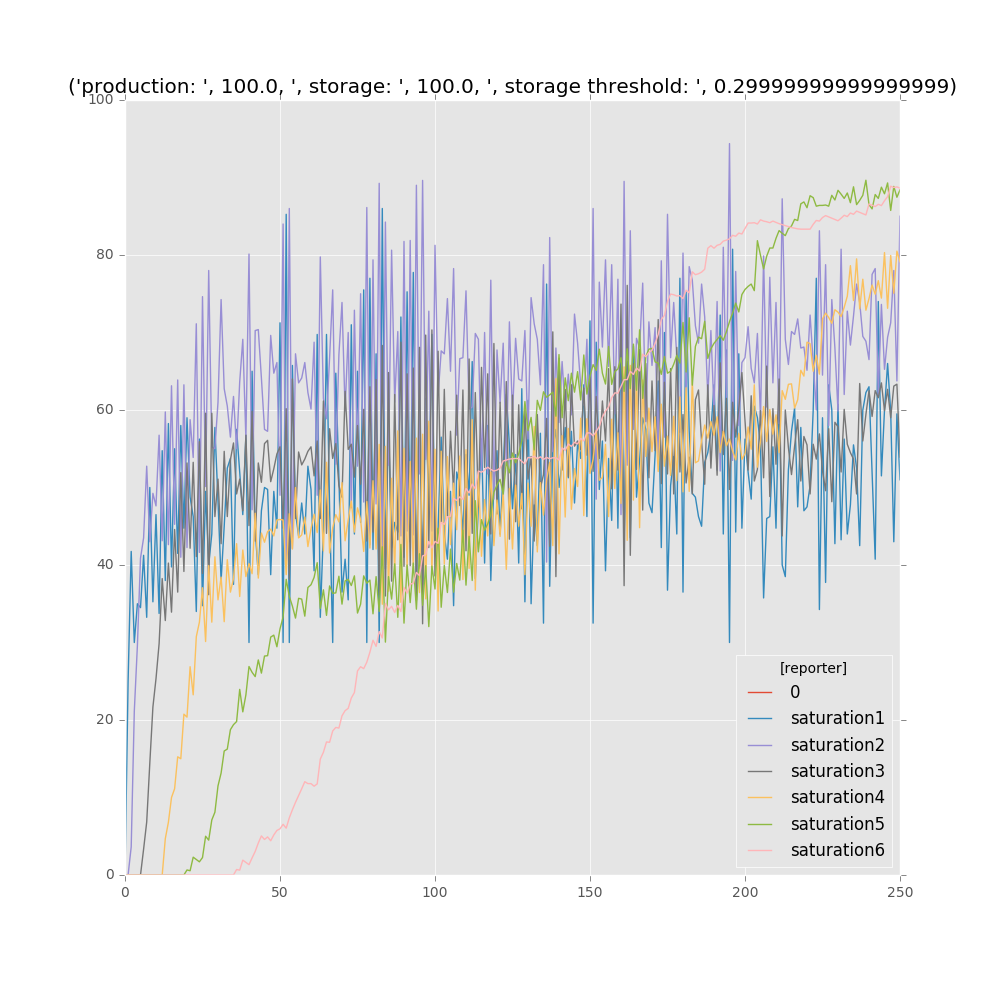 ('production: ', 100.0, ', storage: ', 100.0, ', storage threshold: ', 0.29999999999999999)
100
80
60
40
20
0
0 50 100 150 200 250
[reporter]
0
saturation1
saturation2
saturation3
saturation4
saturation5
saturation6